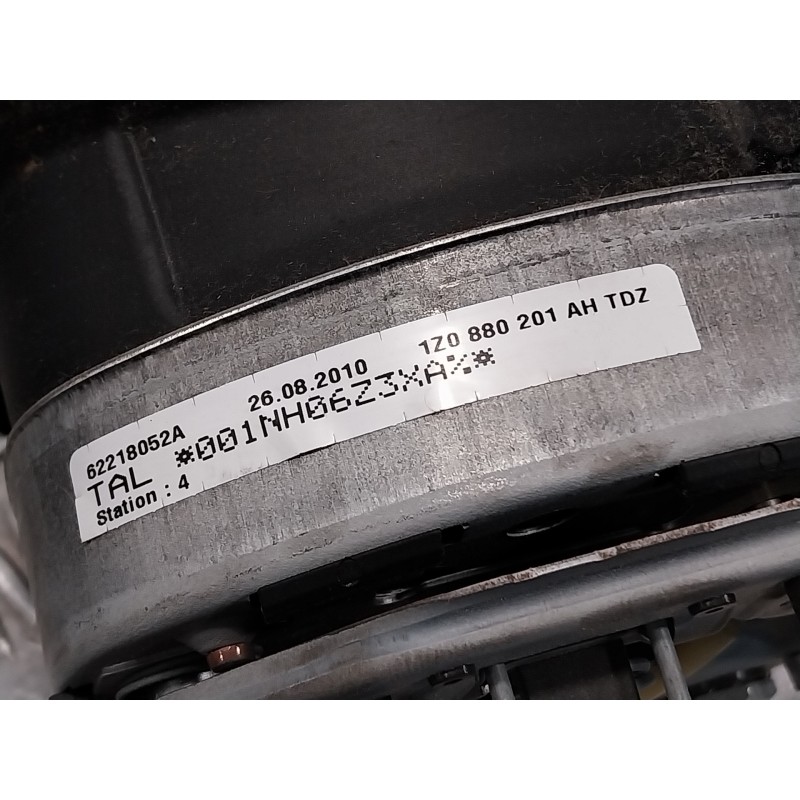 62218052A 26.08.2010 1Z0 880 201 AH TDZ
TAL *001NH06Z3XA%*
Station : 4